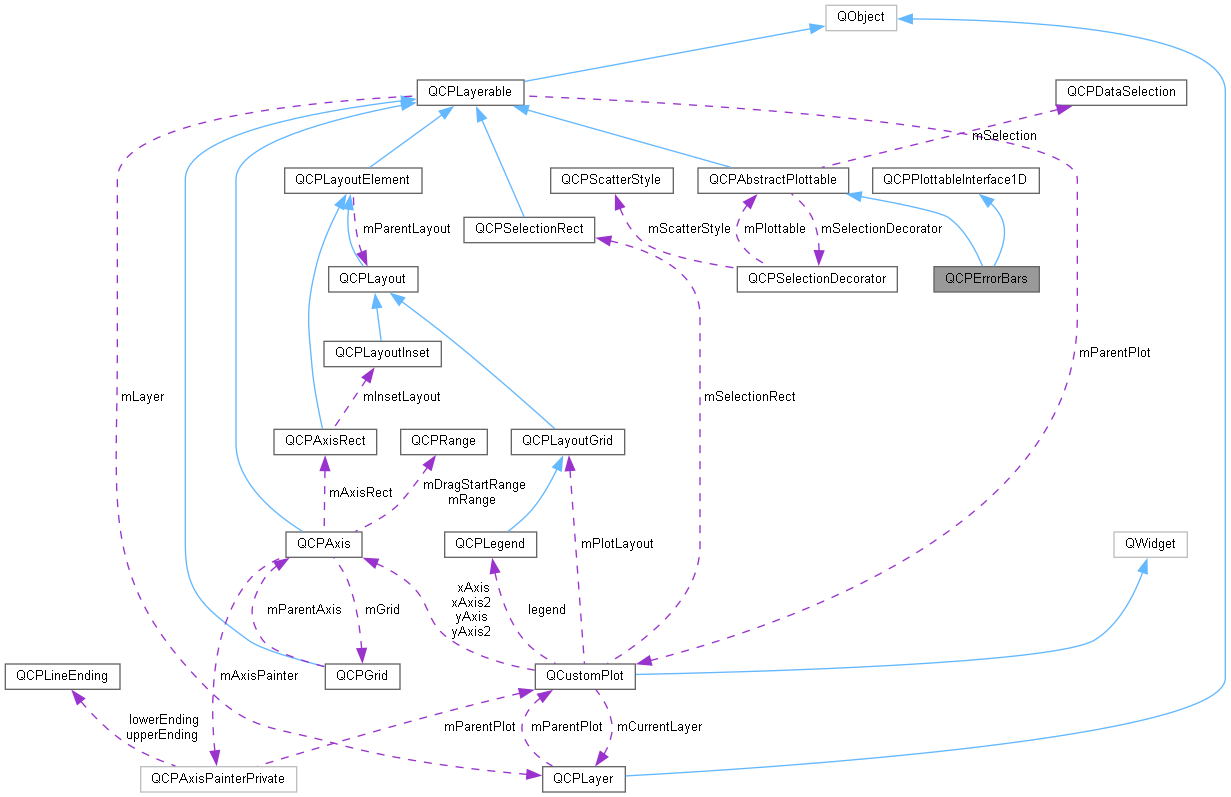 QObject
QCPLayerable
QCPDataSelection
mSelection
QCPLayoutElement
QCPScatterStyle
QCPAbstractPlottable
QCPPlottableInterface1D
QCPSelectionRect
mParentLayout
mScatterStyle
mPlottable
mSelectionDecorator
QCPLayout
QCPSelectionDecorator
QCPErrorBars
QCPLayoutInset
mParentPlot
mLayer
mInsetLayout
mSelectionRect
QCPAxisRect
QCPRange
QCPLayoutGrid
mAxisRect
mDragStartRange
mRange
QCPAxis
QCPLegend
mPlotLayout
QWidget
mParentAxis
mGrid
xAxis
xAxis2
yAxis
yAxis2
legend
QCPLineEnding
mAxisPainter
QCPGrid
QCustomPlot
lowerEnding
upperEnding
mParentPlot
mParentPlot
mCurrentLayer
QCPAxisPainterPrivate
QCPLayer